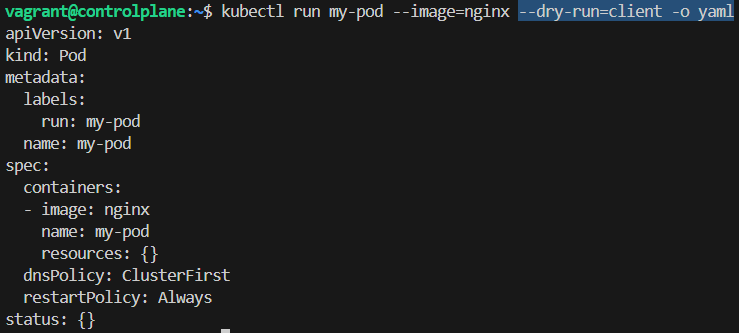 vagrant@controlplane:~$ kubectl run my-pod --image=nginx --dry-run=client -o yaml
apiVersion: v1
kind: Pod
metadata:
  labels:
    run: my-pod
  name: my-pod
spec:
  containers:
  - image: nginx
    name: my-pod
    resources: {}
  dnsPolicy: ClusterFirst
  restartPolicy: Always
status: {}